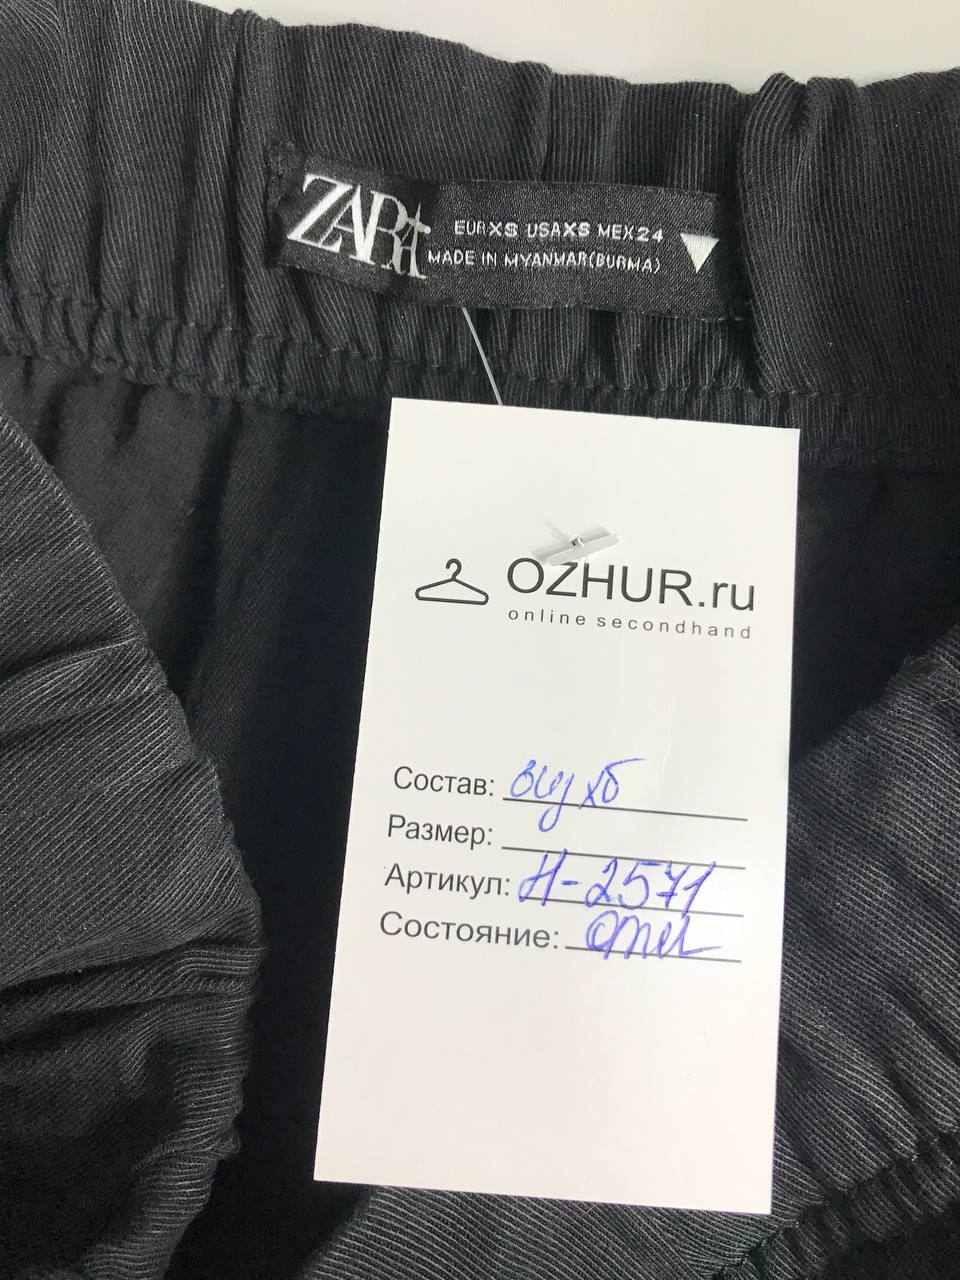 ZARA
EUR XS USA XS MEX 24
MADE IN MYANMAR (BURMA)
OZHUR.ru
online secondhand
Состав: ощ хб
Размер:
Артикул: Н-2571
Состояние: отл